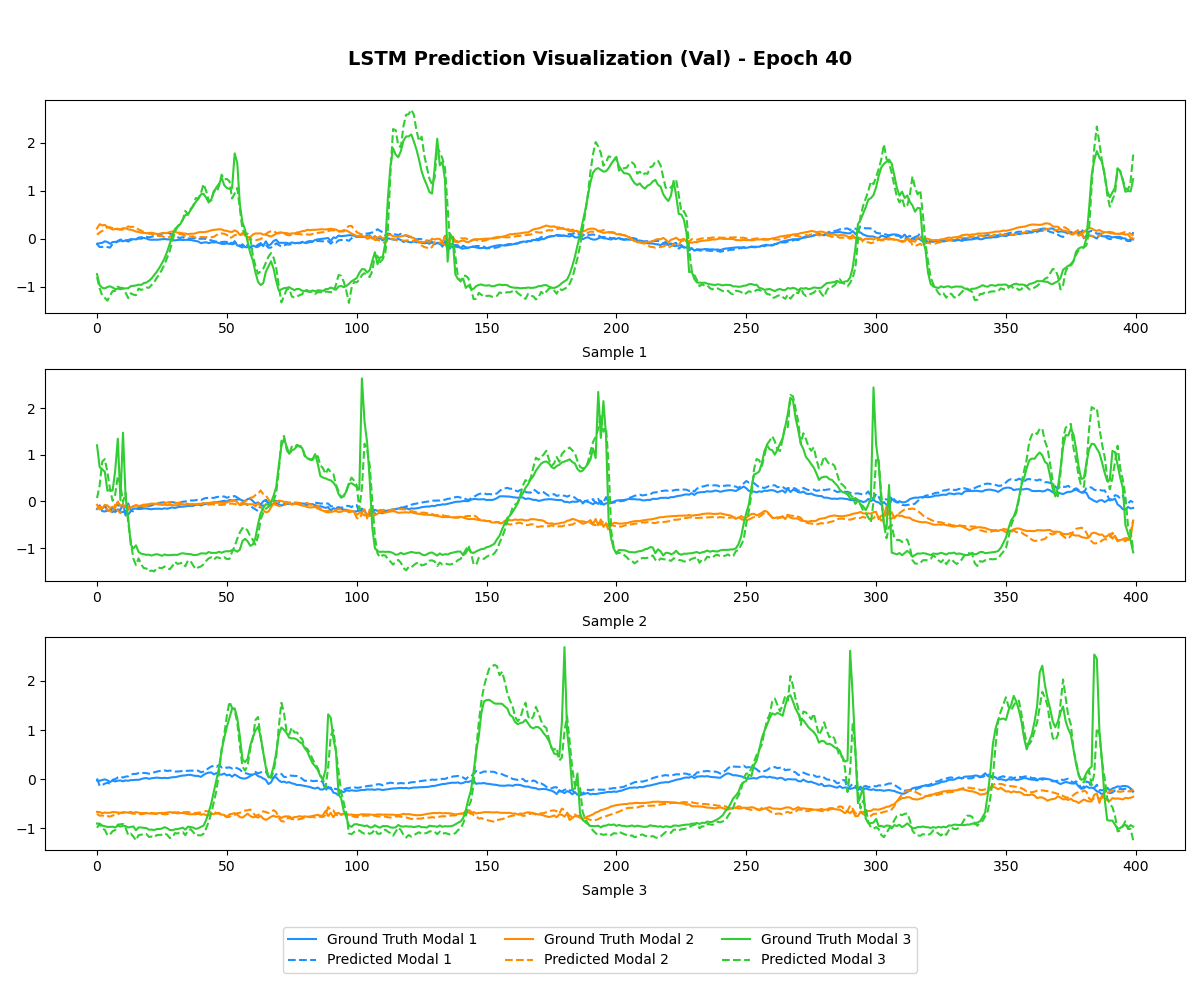 LSTM Prediction Visualization (Val) - Epoch 40
2
1
0
−1
0 50 100 150 200 250 300 350 400
Sample 1
2
1
0
−1
0 50 100 150 200 250 300 350 400
Sample 2
2
1
0
−1
0 50 100 150 200 250 300 350 400
Sample 3
Ground Truth Modal 1 Ground Truth Modal 2 Ground Truth Modal 3
Predicted Modal 1 Predicted Modal 2 Predicted Modal 3